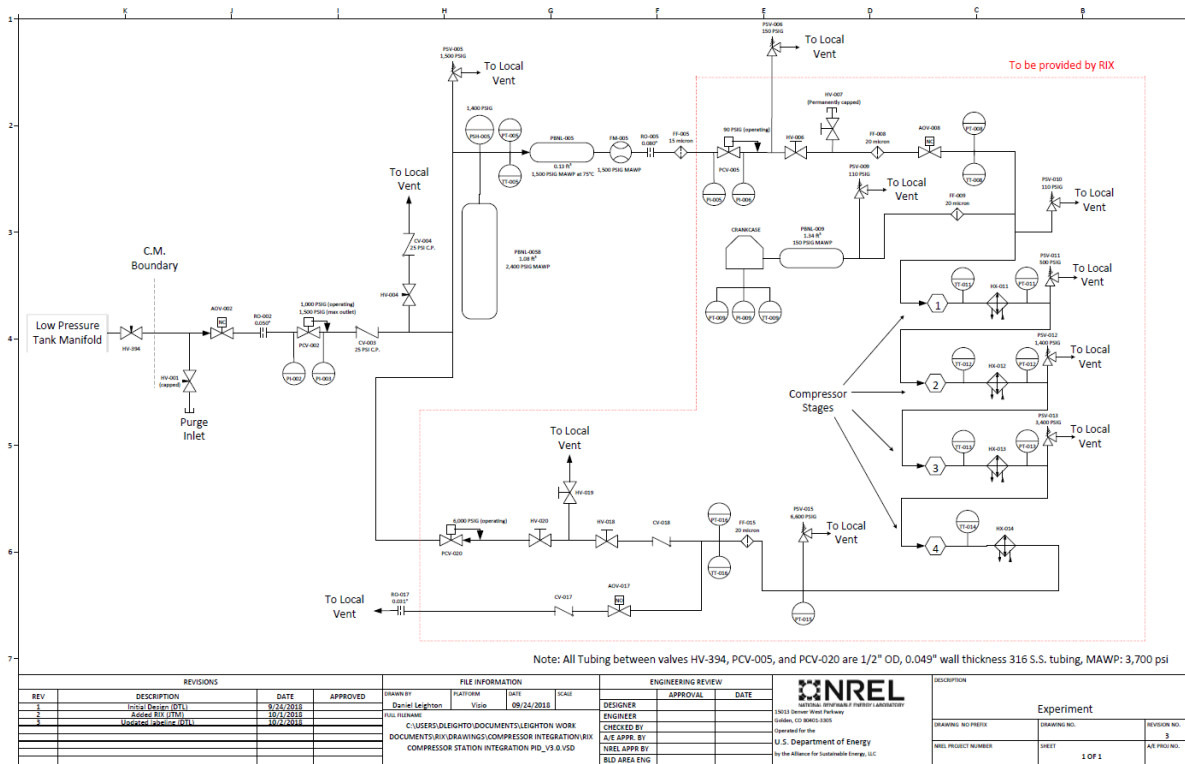 K
J
I
H
G
F
E
D
C
B
1
2
3
4
5
6
7
To be provided by RIX
PSV-003
1,500 PSIG
To Local
Vent
PSV-006
150 PSIG
To Local
Vent
HV-007
(Permanently capped)
1,400 PSIG
PSH-005
PT-005
TT-005
PBNL-005
0.13 ft³
1,500 PSIG MAWP at 75°C
FM-005
1,500 PSIG MAWP
RO-005
0.080"
FF-005
15 micron
90 PSIG (operating)
PCV-005
PI-005
PI-006
HV-006
FF-008
20 micron
AOV-008
NC
PT-008
TT-008
PSV-009
110 PSIG
To Local
Vent
FF-009
20 micron
PSV-010
110 PSIG
To Local
Vent
CRANKCASE
PBNL-009
1.34 ft³
150 PSIG MAWP
PT-009
PI-009
TT-009
PBNL-005B
1.08 ft³
2,400 PSIG MAWP
To Local
Vent
CV-004
25 PSI C.P.
HV-004
C.M.
Boundary
Low Pressure
Tank Manifold
HV-394
HV-001
(capped)
Purge
Inlet
AOV-002
RO-002
0.050"
1,000 PSIG (operating)
1,500 PSIG (max outlet)
PCV-002
PI-002
PI-003
CV-003
25 PSI C.P.
1
TT-011
HX-011
PT-011
PSV-011
500 PSIG
To Local
Vent
2
TT-012
HX-012
PT-012
PSV-012
1,400 PSIG
To Local
Vent
Compressor
Stages
3
TT-013
HX-013
PT-013
PSV-013
3,400 PSIG
To Local
Vent
4
TT-014
HX-014
To Local
Vent
HV-019
6,000 PSIG (operating)
PCV-020
HV-020
HV-018
CV-018
PT-016
TT-016
FF-015
20 micron
PSV-015
6,600 PSIG
To Local
Vent
PT-015
To Local
Vent
RO-017
0.031"
CV-017
AOV-017
NO
Note: All Tubing between valves HV-394, PCV-005, and PCV-020 are 1/2" OD, 0.049" wall thickness 316 S.S. tubing, MAWP: 3,700 psi
REVISIONS
REV DESCRIPTION DATE APPROVED
1 Initial Design (DTL) 9/24/2018
2 Added RIX (JTM) 10/1/2018
3 Updated labeling (DTL) 10/2/2018
FILE INFORMATION
DRAWN BY PLATFORM DATE SCALE
Daniel Leighton Visio 09/24/2018
FULL FILENAME
C:\USERS\DLEIGHTO\DOCUMENTS\LEIGHTON WORK
DOCUMENTS\RIX\DRAWINGS\COMPRESSOR INTEGRATION\RIX
COMPRESSOR STATION INTEGRATION PID_V3.0.VSD
ENGINEERING REVIEW
APPROVAL DATE
DESIGNER
ENGINEER
CHECKED BY
A/E APPR. BY
NREL APPR BY
BLD AREA ENG
NREL
NATIONAL RENEWABLE ENERGY LABORATORY
15013 Denver West Parkway
Golden, CO 80401-3305
Operated for the
U.S. Department of Energy
by the Alliance for Sustainable Energy, LLC
DESCRIPTION
Experiment
DRAWING NO PREFIX DRAWING NO. REVISION NO.
3
NREL PROJECT NUMBER SHEET A/E PROJ NO.
1 OF 1